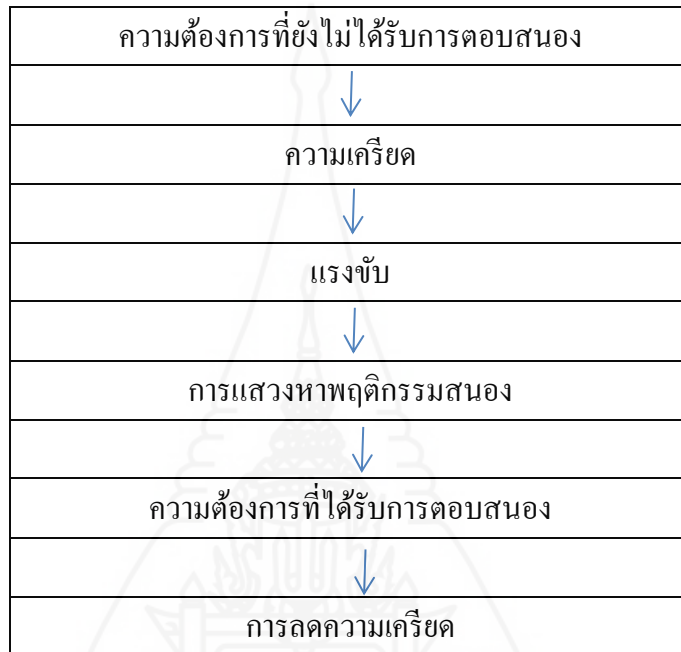 ความต้องการที่ยังไม่ได้รับการตอบสนอง
ความเครียด
แรงขับ
การแสวงหาพฤติกรรมสนอง
ความต้องการที่ได้รับการตอบสนอง
การลดความเครียด